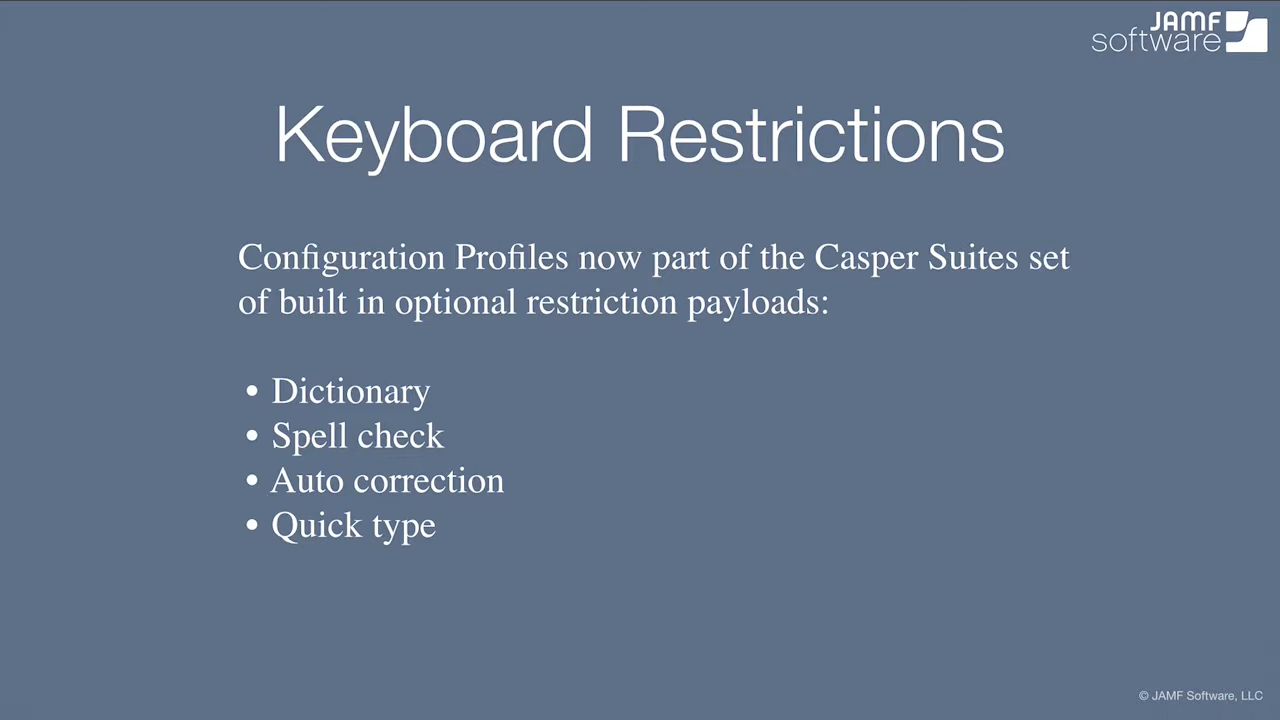 JAMF
software
Keyboard Restrictions
Configuration Profiles now part of the Casper Suites set
of built in optional restriction payloads:
• Dictionary
• Spell check
• Auto correction
• Quick type
© JAMF Software, LLC